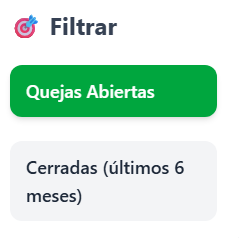 Filtrar
Quejas Abiertas
Cerradas (últimos 6
meses)